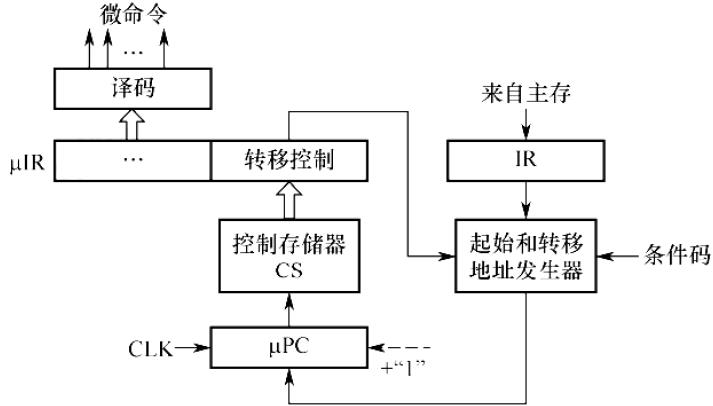 微命令
...
译码
来自主存
μIR
...
转移控制
IR
控制存储器
CS
起始和转移
地址发生器
条件码
CLK
μPC
+“1”